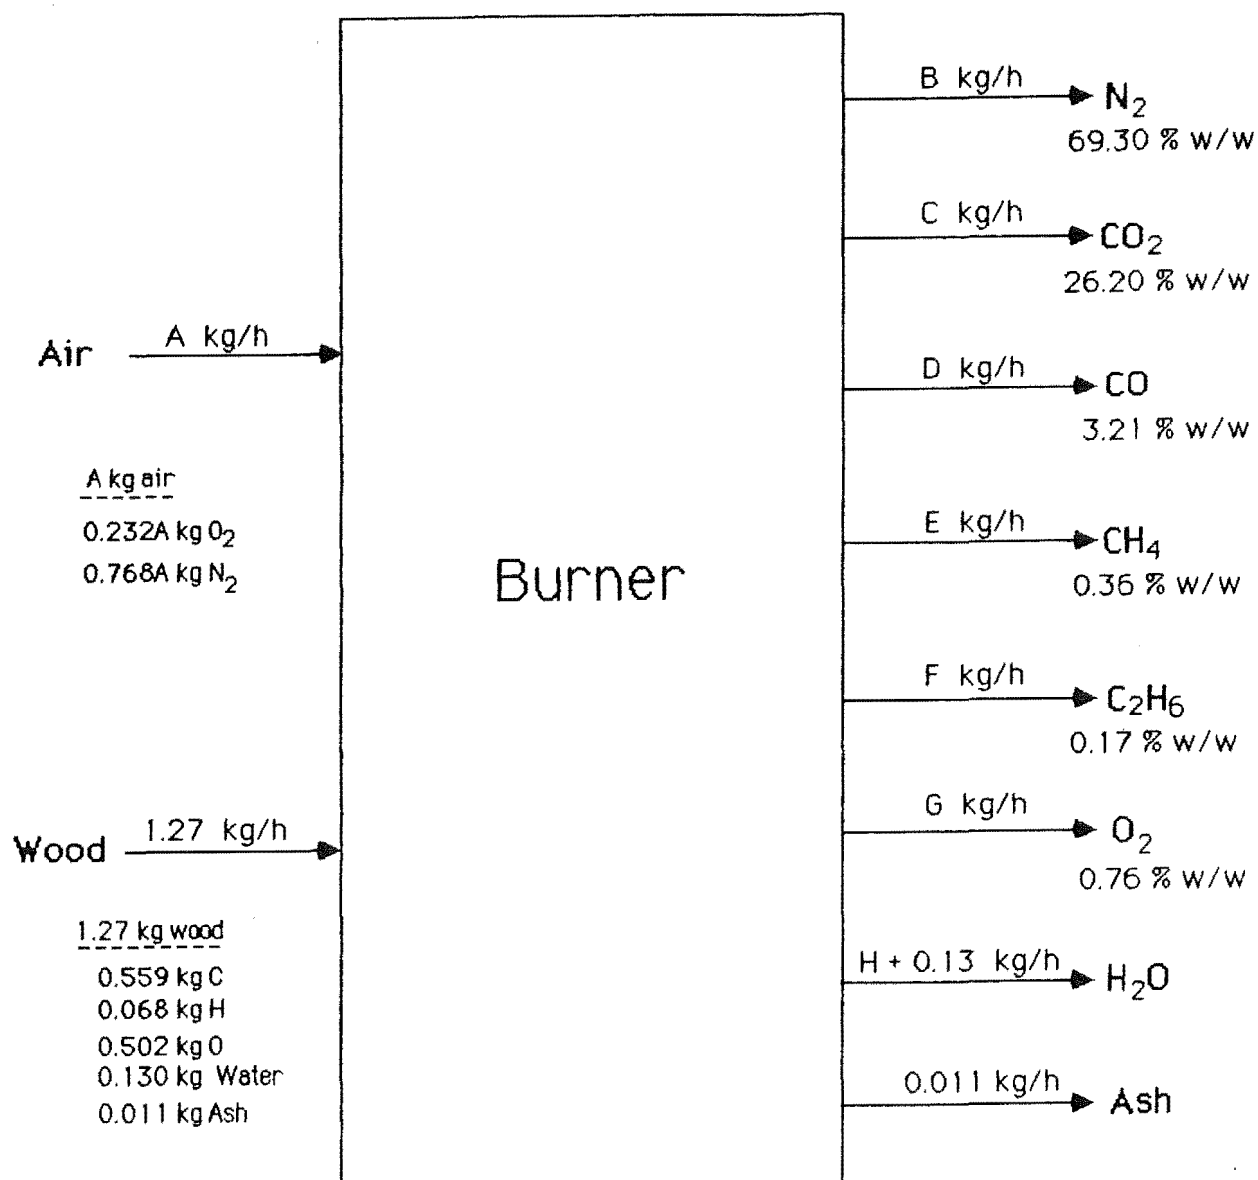 B kg/h
N₂
69.30 % w/w
C kg/h
CO₂
26.20 % w/w
A kg/h
Air
D kg/h
CO
3.21 % w/w
A kg air
0.232A kg O₂
0.768A kg N₂
E kg/h
CH₄
0.36 % w/w
Burner
F kg/h
C₂H₆
0.17 % w/w
G kg/h
O₂
0.76 % w/w
1.27 kg/h
Wood
1.27 kg wood
0.559 kg C
0.068 kg H
0.502 kg O
0.130 kg Water
0.011 kg Ash
H + 0.13 kg/h
H₂O
0.011 kg/h
Ash